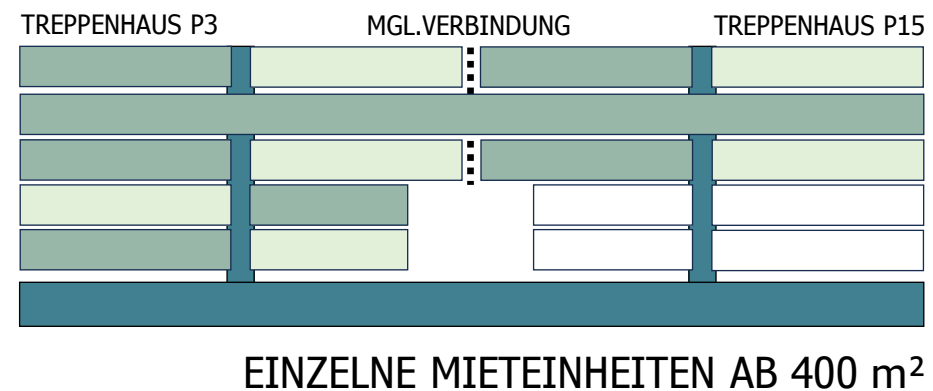 TREPPENHAUS P3 MGL.VERBINDUNG TREPPENHAUS P15
EINZELNE MIETEINHEITEN AB 400 m²